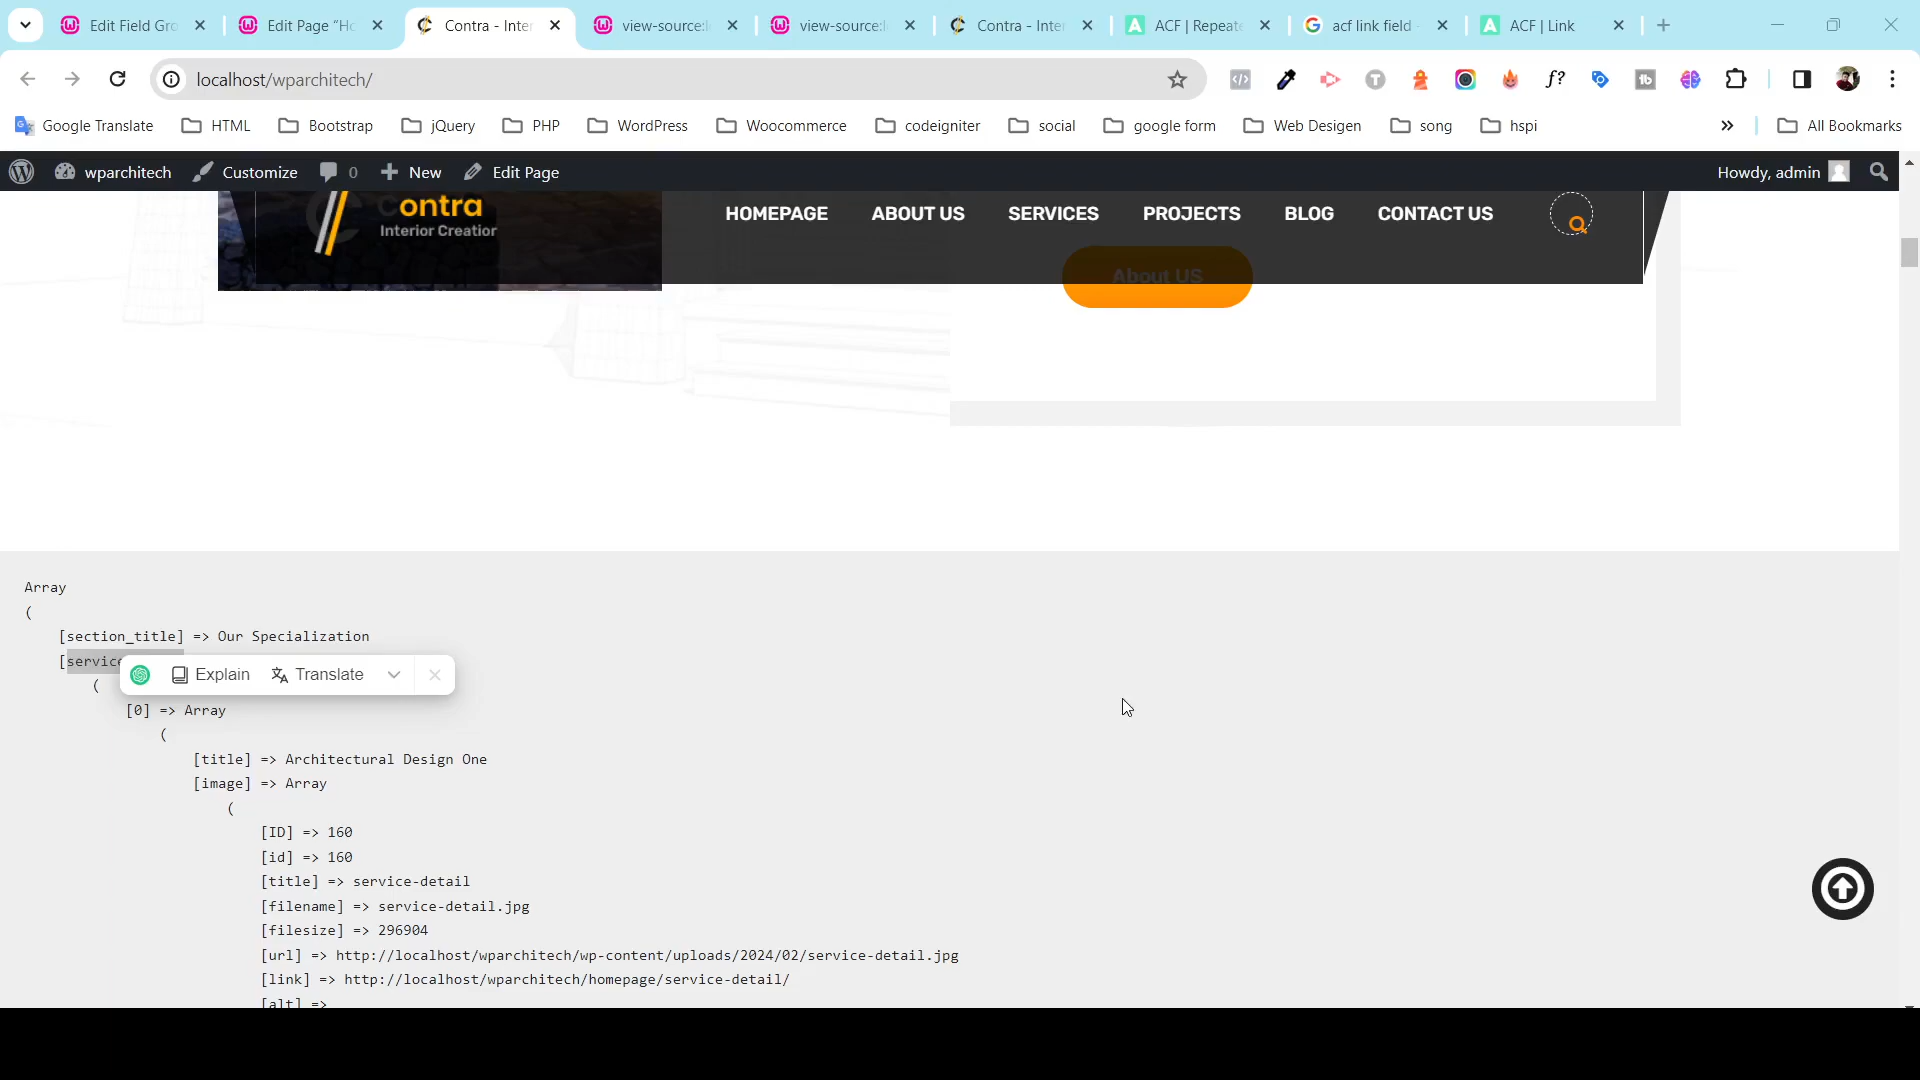 Edit Field Gro
Edit Page “Ho
Contra - Inter
view-source:l
view-source:l
Contra - Inter
ACF | Repeate
acf link field -
ACF | Link
localhost/wparchitech/
Google Translate
HTML
Bootstrap
jQuery
PHP
WordPress
Woocommerce
codeigniter
social
google form
Web Desigen
song
hspi
»
All Bookmarks
wparchitech
Customize
0
New
Edit Page
Howdy, admin
Contra
Interior Creation
HOMEPAGE
ABOUT US
SERVICES
PROJECTS
BLOG
CONTACT US
About US
Array
(
[section_title] => Our Specialization
[service
Explain
Translate
(
[0] => Array
(
[title] => Architectural Design One
[image] => Array
(
[ID] => 160
[id] => 160
[title] => service-detail
[filename] => service-detail.jpg
[filesize] => 296904
[url] => http://localhost/wparchitech/wp-content/uploads/2024/02/service-detail.jpg
[link] => http://localhost/wparchitech/homepage/service-detail/
[alt] =>